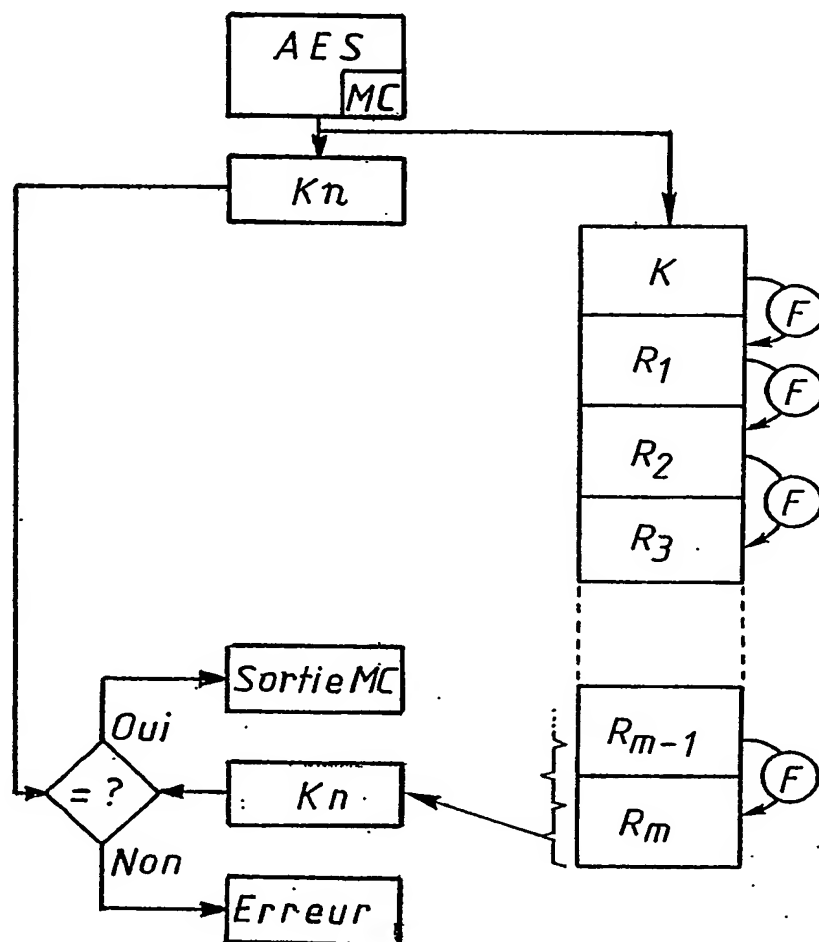 AES
MC
Kn
K
F
R1
F
R2
F
R3
Sortie MC
Oui
Rm-1
= ?
Kn
F
Rm
Non
Erreur